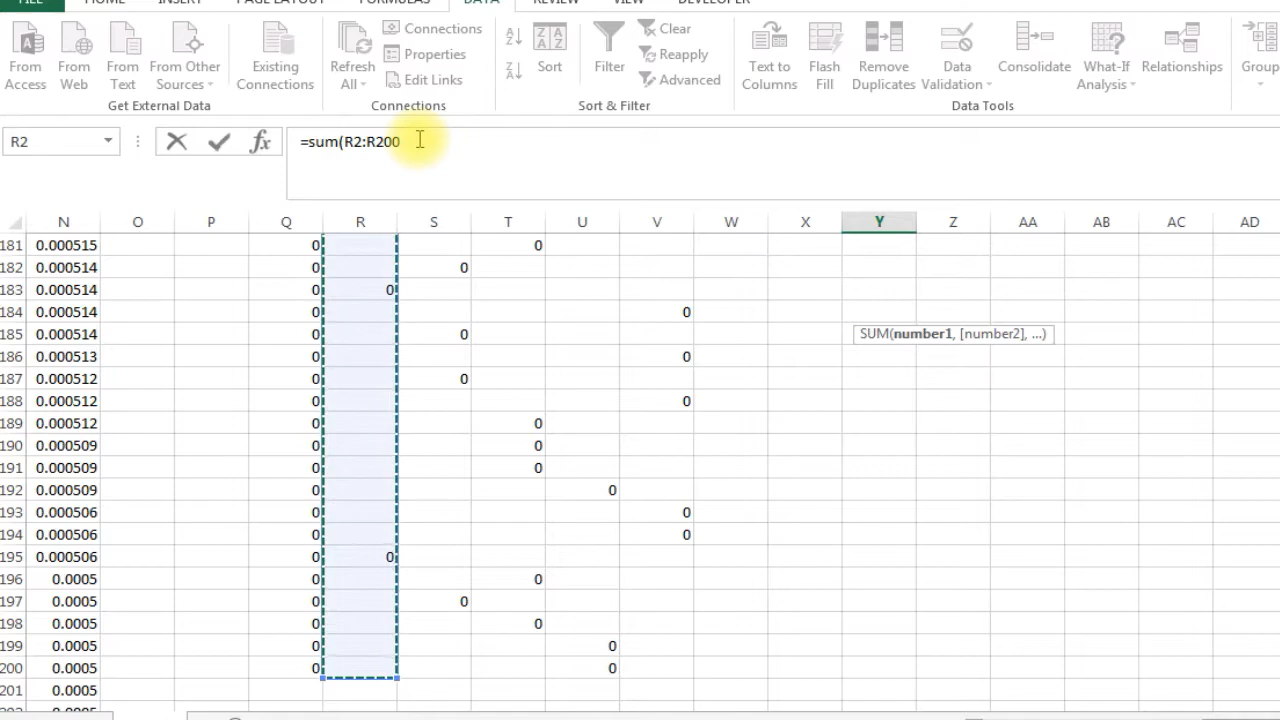 FILE HOME INSERT PAGE LAYOUT FORMULAS DATA REVIEW VIEW DEVELOPER
From Access
From Web
From Text
From Other Sources
Existing Connections
Get External Data
Refresh All
Connections
Properties
Edit Links
Connections
Sort
Filter
Clear
Reapply
Advanced
Sort & Filter
Text to Columns
Flash Fill
Remove Duplicates
Data Validation
Consolidate
What-If Analysis
Relationships
Data Tools
Group
R2 fx =sum(R2:R200
N O P Q R S T U V W X Y Z AA AB AC AD
181 0.000515 0 0
182 0.000514 0 0
183 0.000514 0 0
184 0.000514 0 0
185 0.000514 0 0
SUM(number1, [number2], ...)
186 0.000513 0 0
187 0.000512 0 0
188 0.000512 0 0
189 0.000512 0 0
190 0.000509 0 0
191 0.000509 0 0
192 0.000509 0 0
193 0.000506 0 0
194 0.000506 0 0
195 0.000506 0 0
196 0.0005 0 0
197 0.0005 0 0
198 0.0005 0 0
199 0.0005 0 0
200 0.0005 0 0
201 0.0005